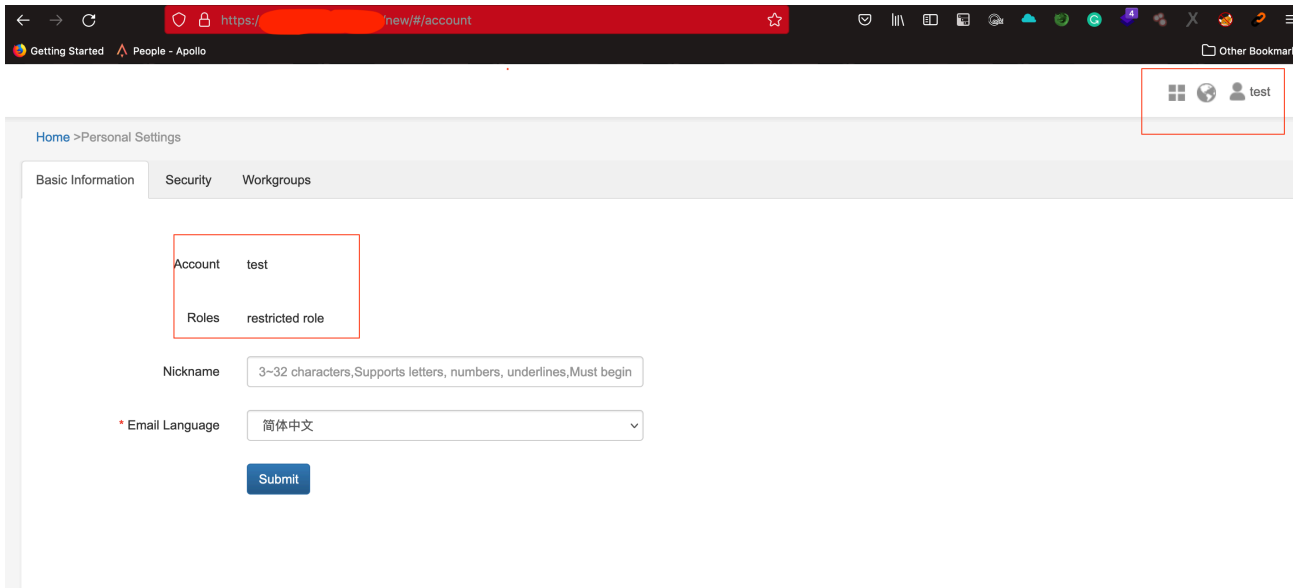 https:/ /new/#/account
4
Getting Started People - Apollo Other Bookmar
test
Home >Personal Settings
Basic Information Security Workgroups
Account test
Roles restricted role
Nickname 3~32 characters,Supports letters, numbers, underlines,Must begin
* Email Language 简体中文
Submit